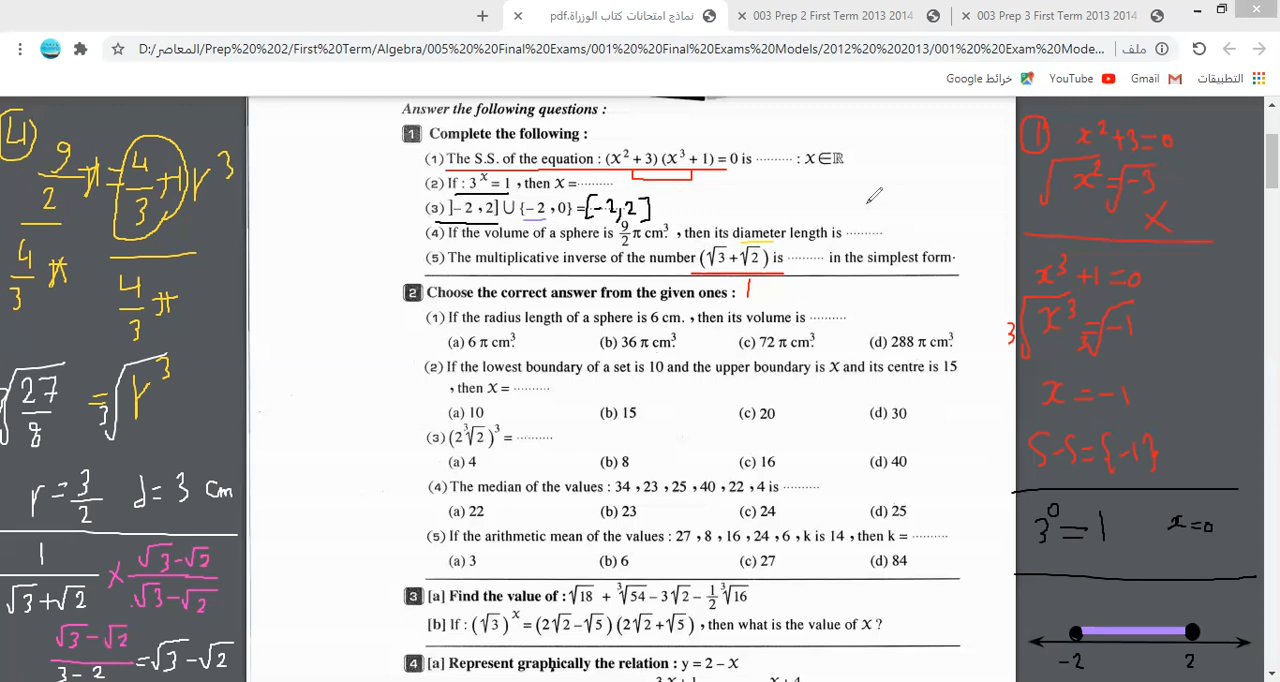 003 Prep 3 First Term 2013 2014
003 Prep 2 First Term 2013 2014
نماذج امتحانات كتاب الوزراة.pdf
D:/المعاصر/Prep%20%202/First%20Term/Algebra/005%20%20Final%20Exams/001%20%20Final%20Exam%20Models/2012%20%202013/001%20%20Exam%20Mode...
ملف
التطبيقات
Gmail
YouTube
خرائط Google
Answer the following questions :
1 Complete the following :
(1) The S.S. of the equation : (X² + 3) (X³ + 1) = 0 is ·········· : X ∈ ℝ
(2) If : 3^X = 1 , then X = ··········
(3) ]– 2 , 2] ∪ {– 2 , 0} = [-2,2]
(4) If the volume of a sphere is 9/2 π cm³ , then its diameter length is ··········
(5) The multiplicative inverse of the number (√3 + √2) is ·········· in the simplest form·
2 Choose the correct answer from the given ones : 1
(1) If the radius length of a sphere is 6 cm. , then its volume is ··········
(a) 6 π cm³ (b) 36 π cm³ (c) 72 π cm³ (d) 288 π cm³
(2) If the lowest boundary of a set is 10 and the upper boundary is X and its centre is 15
, then X = ··········
(a) 10 (b) 15 (c) 20 (d) 30
(3) (2 ∛2)³ = ··········
(a) 4 (b) 8 (c) 16 (d) 40
(4) The median of the values : 34 , 23 , 25 , 40 , 22 , 4 is ··········
(a) 22 (b) 23 (c) 24 (d) 25
(5) If the arithmetic mean of the values : 27 , 8 , 16 , 24 , 6 , k is 14 , then k = ··········
(a) 3 (b) 6 (c) 27 (d) 84
3 [a] Find the value of : √18 + ∛54 – 3√2 – 1/2 ∛16
[b] If : (√3)^X = (2√2 – √5) (2√2 + √5) , then what is the value of X ?
4 [a] Represent graphically the relation : y = 2 – X
4
9/2 π = 4/3 π r³
4/3 π
4/3 π
∛27/8 = ∛r³
r = 3/2 d = 3 cm
1/(√3+√2) × (√3-√2)/(√3-√2)
(√3-√2)/(3-2) = √3-√2
1 x²+3=0
√x² = √-3
X
x³+1=0
∛x³ = ∛-1
x = -1
S-S = {-1}
3⁰ = 1 x=0
-2 2